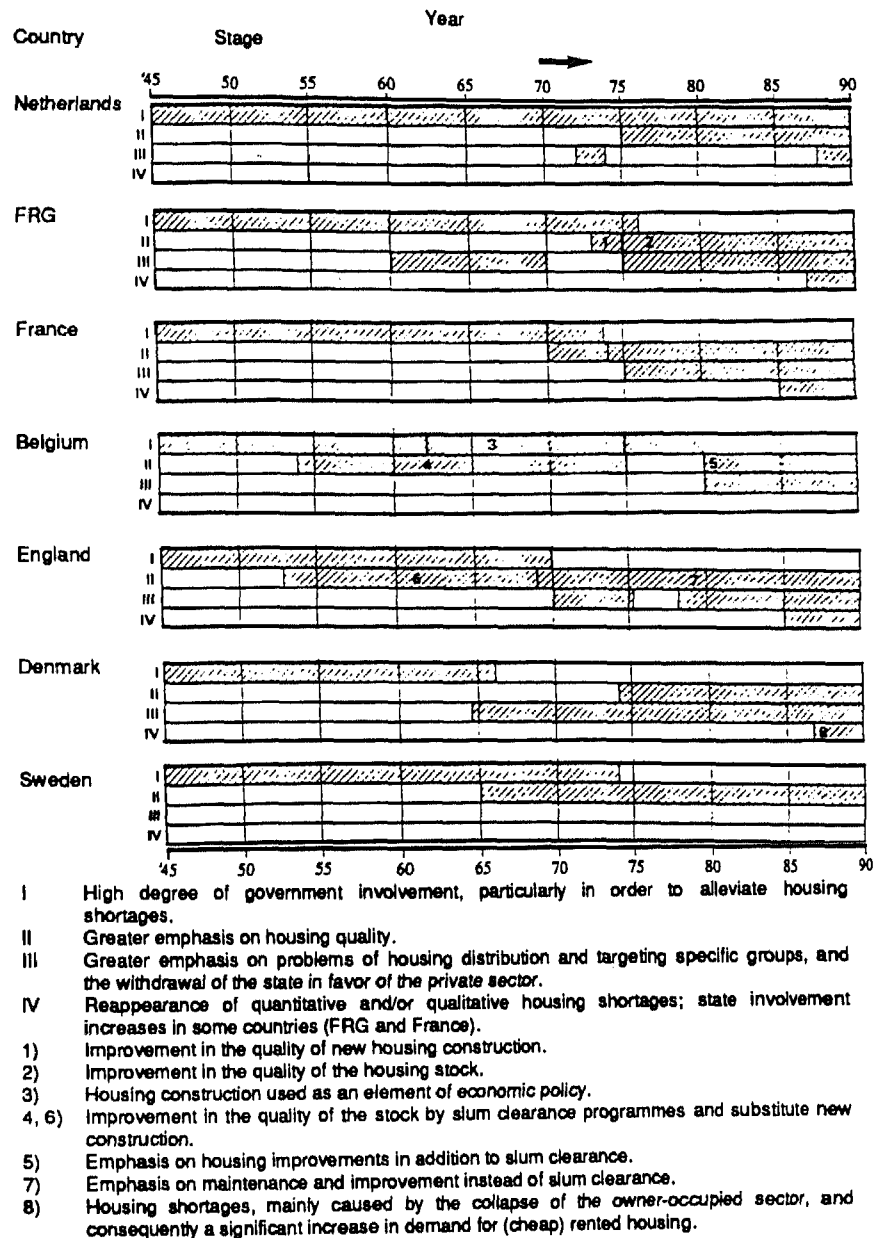 Year
Country Stage
'45 50 55 60 65 70 75 80 85 90
Netherlands
I
II
III
IV
FRG
I
II 1 2
III
IV
France
I
II
III
IV
Belgium
I 3
II 4 5
III
IV
England
I
II 6 7
III
IV
Denmark
I
II
III
IV 8
Sweden
I
II
III
IV
'45 50 55 60 65 70 75 80 85 90
I High degree of government involvement, particularly in order to alleviate housing
shortages.
II Greater emphasis on housing quality.
III Greater emphasis on problems of housing distribution and targeting specific groups, and
the withdrawal of the state in favor of the private sector.
IV Reappearance of quantitative and/or qualitative housing shortages; state involvement
increases in some countries (FRG and France).
1) Improvement in the quality of new housing construction.
2) Improvement in the quality of the housing stock.
3) Housing construction used as an element of economic policy.
4, 6) Improvement in the quality of the stock by slum clearance programmes and substitute new
construction.
5) Emphasis on housing improvements in addition to slum clearance.
7) Emphasis on maintenance and improvement instead of slum clearance.
8) Housing shortages, mainly caused by the collapse of the owner-occupied sector, and
consequently a significant increase in demand for (cheap) rented housing.